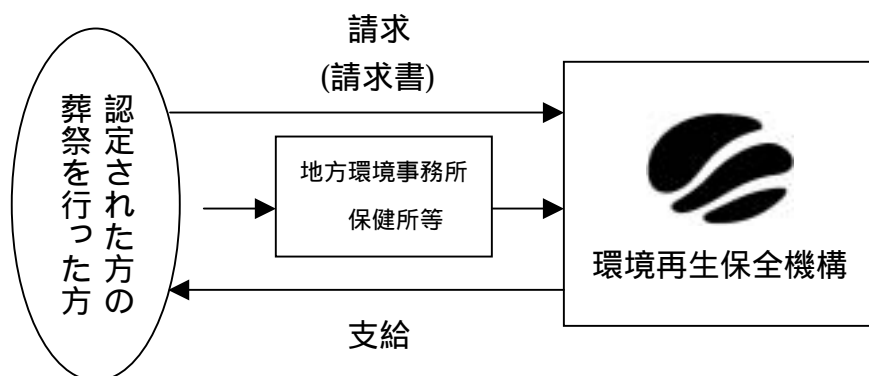 請求
(請求書)
認定された方の
葬祭を行った方
地方環境事務所
保健所等
環境再生保全機構
支給